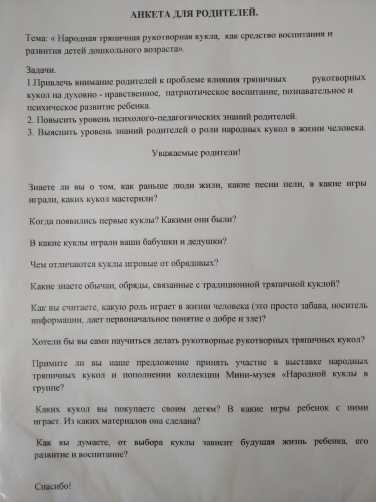 АНКЕТА ДЛЯ РОДИТЕЛЕЙ.
Тема: « Народная тряпичная рукотворная кукла, как средство воспитания и
развития детей дошкольного возраста».
Задачи.
1.Привлечь внимание родителей к проблеме влияния тряпичных рукотворных
кукол на духовно - нравственное, патриотическое воспитание, познавательное и
психическое развитие ребенка.
2. Повысить уровень психолого-педагогических знаний родителей.
3. Выяснить уровень знаний родителей о роли народных кукол в жизни человека.
Уважаемые родители!
Знаете ли вы о том, как раньше люди жили, какие песни пели, в какие игры
играли, каких кукол мастерили?
Когда появились первые куклы? Какими они были?
В какие куклы играли ваши бабушки и дедушки?
Чем отличаются куклы игровые от обрядовых?
Какие знаете обычаи, обряды, связанные с традиционной тряпичной куклой?
Как вы считаете, какую роль играет в жизни человека (это просто забава, носитель
информации, дает первоначальное понятие о добре и зле)?
Хотели бы вы сами научиться делать рукотворные рукотворных тряпичных кукол?
Примите ли вы наше предложение принять участие в выставке народных
тряпичных кукол и пополнении коллекции Мини-музея «Народной куклы в
группе?
Каких кукол вы покупаете своим детям? В какие игры ребенок с ними
играет. Из каких материалов она сделана?
Как вы думаете, от выбора куклы зависит будущая жизнь ребенка, его
развитие и воспитание?
Спасибо!